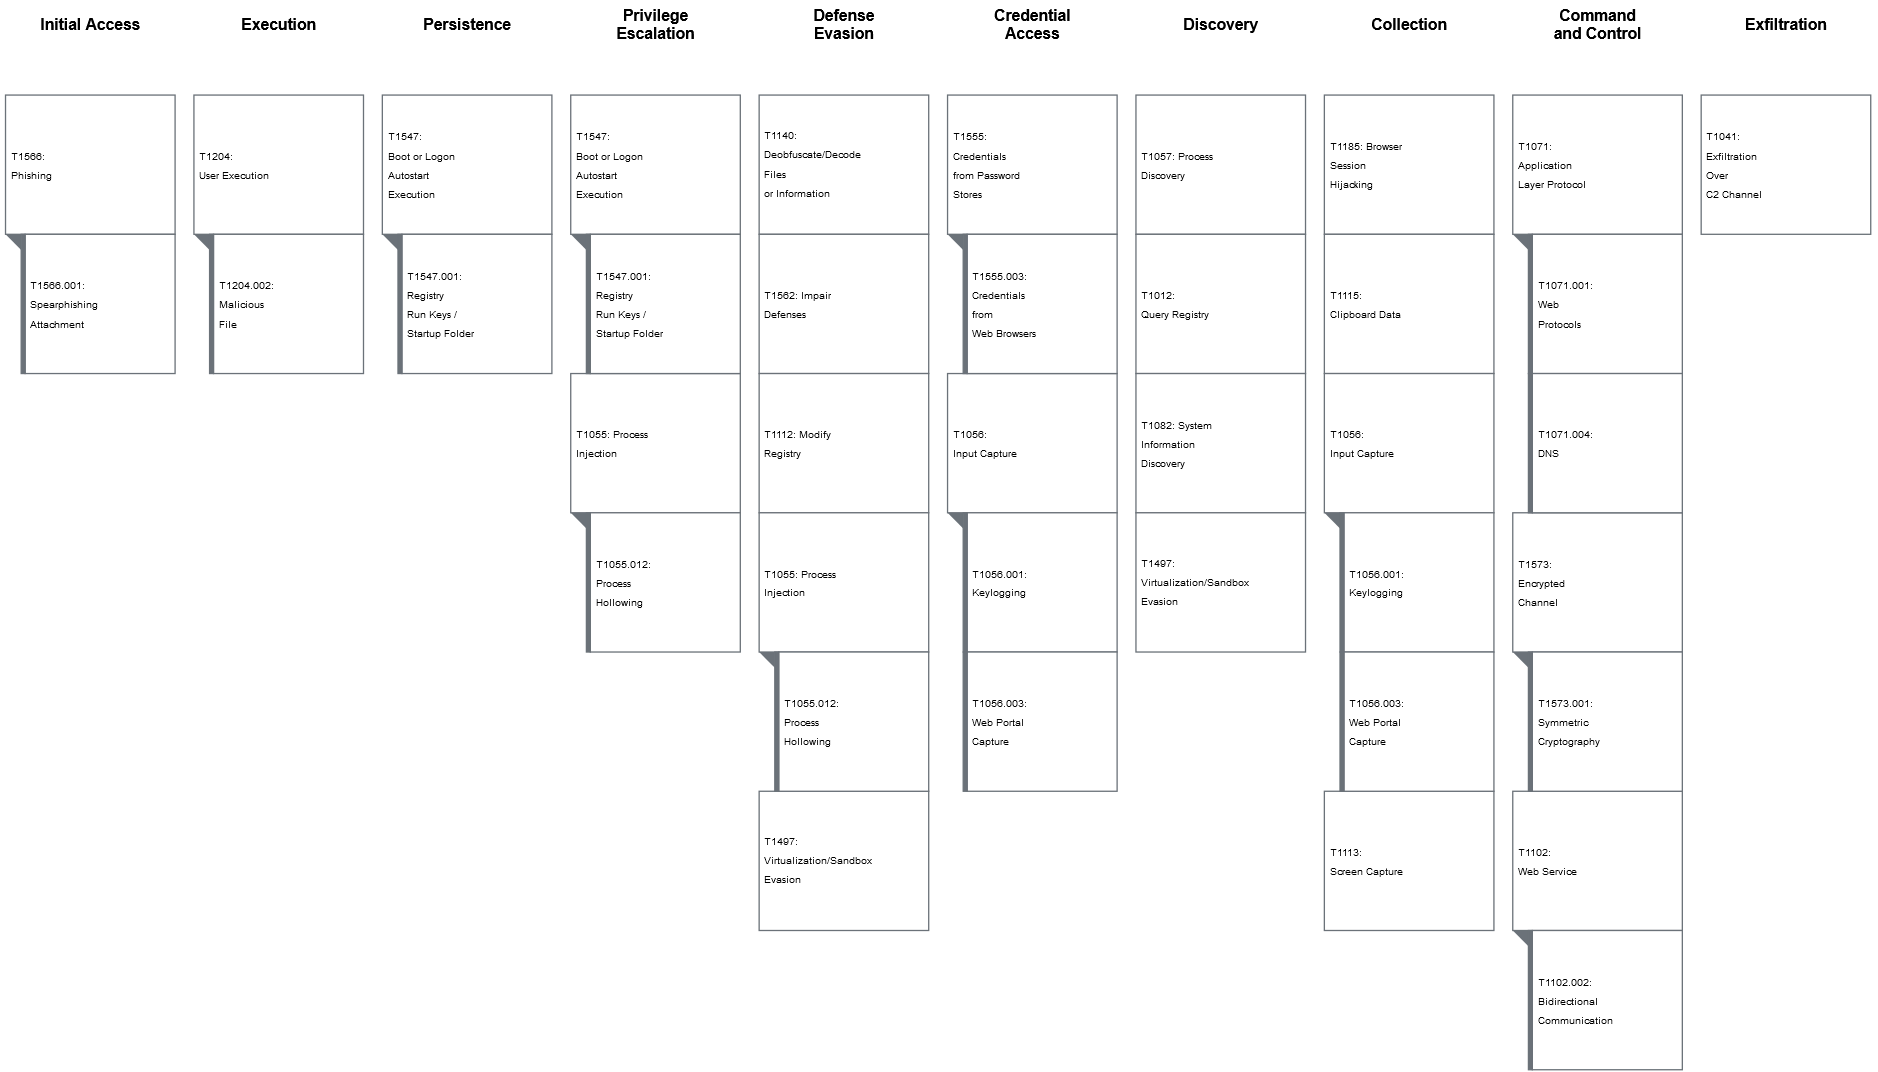 Initial Access
Execution
Persistence
Privilege
Escalation
Defense
Evasion
Credential
Access
Discovery
Collection
Command
and Control
Exfiltration
T1566:
Phishing
T1566.001:
Spearphishing
Attachment
T1204:
User Execution
T1204.002:
Malicious
File
T1547:
Boot or Logon
Autostart
Execution
T1547.001:
Registry
Run Keys /
Startup Folder
T1547:
Boot or Logon
Autostart
Execution
T1547.001:
Registry
Run Keys /
Startup Folder
T1055: Process
Injection
T1055.012:
Process
Hollowing
T1140:
Deobfuscate/Decode
Files
or Information
T1562: Impair
Defenses
T1112: Modify
Registry
T1055: Process
Injection
T1055.012:
Process
Hollowing
T1497:
Virtualization/Sandbox
Evasion
T1555:
Credentials
from Password
Stores
T1555.003:
Credentials
from
Web Browsers
T1056:
Input Capture
T1056.001:
Keylogging
T1056.003:
Web Portal
Capture
T1057: Process
Discovery
T1012:
Query Registry
T1082: System
Information
Discovery
T1497:
Virtualization/Sandbox
Evasion
T1185: Browser
Session
Hijacking
T1115:
Clipboard Data
T1056:
Input Capture
T1056.001:
Keylogging
T1056.003:
Web Portal
Capture
T1113:
Screen Capture
T1071:
Application
Layer Protocol
T1071.001:
Web
Protocols
T1071.004:
DNS
T1573:
Encrypted
Channel
T1573.001:
Symmetric
Cryptography
T1102:
Web Service
T1102.002:
Bidirectional
Communication
T1041:
Exfiltration
Over
C2 Channel